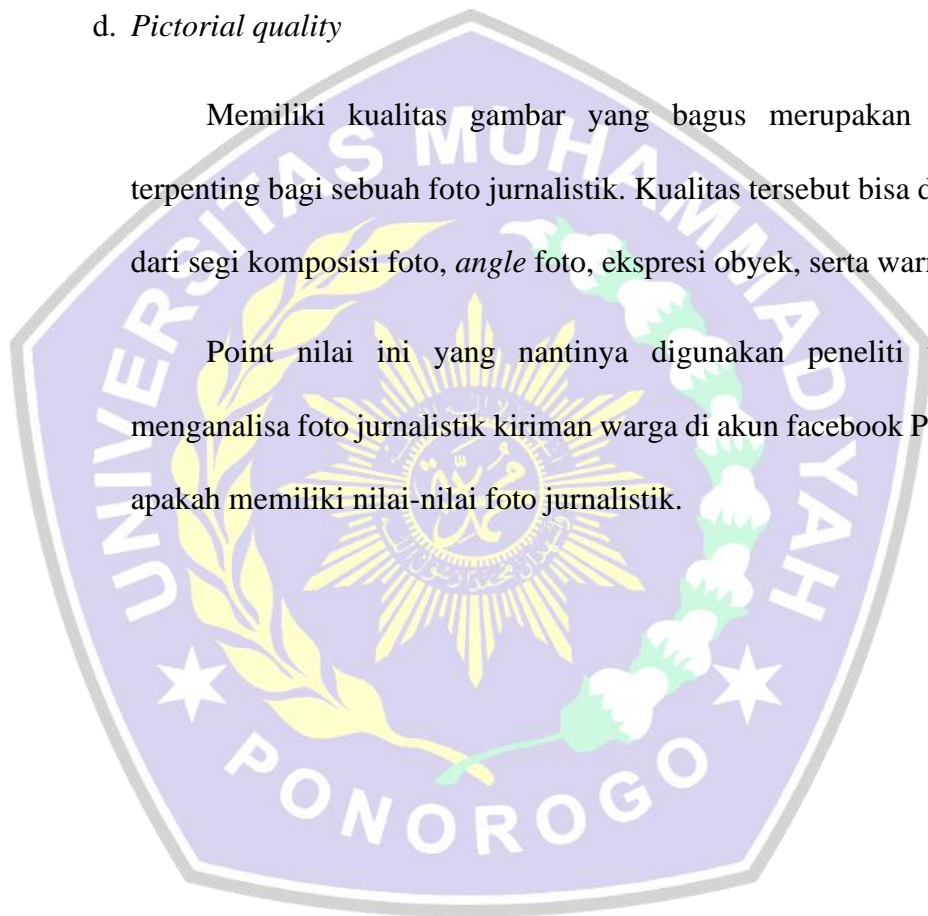 d. Pictorial quality
Memiliki kualitas gambar yang bagus merupakan
terpenting bagi sebuah foto jurnalistik. Kualitas tersebut bisa d
dari segi komposisi foto, angle foto, ekspresi obyek, serta
Point nilai ini yang nantinya digunakan peneliti
menganalisa foto jurnalistik kiriman warga di akun facebook P
apakah memiliki nilai-nilai foto jurnalistik.
UNIVERSITAS MUHAMMADIYAH
PONOROGO